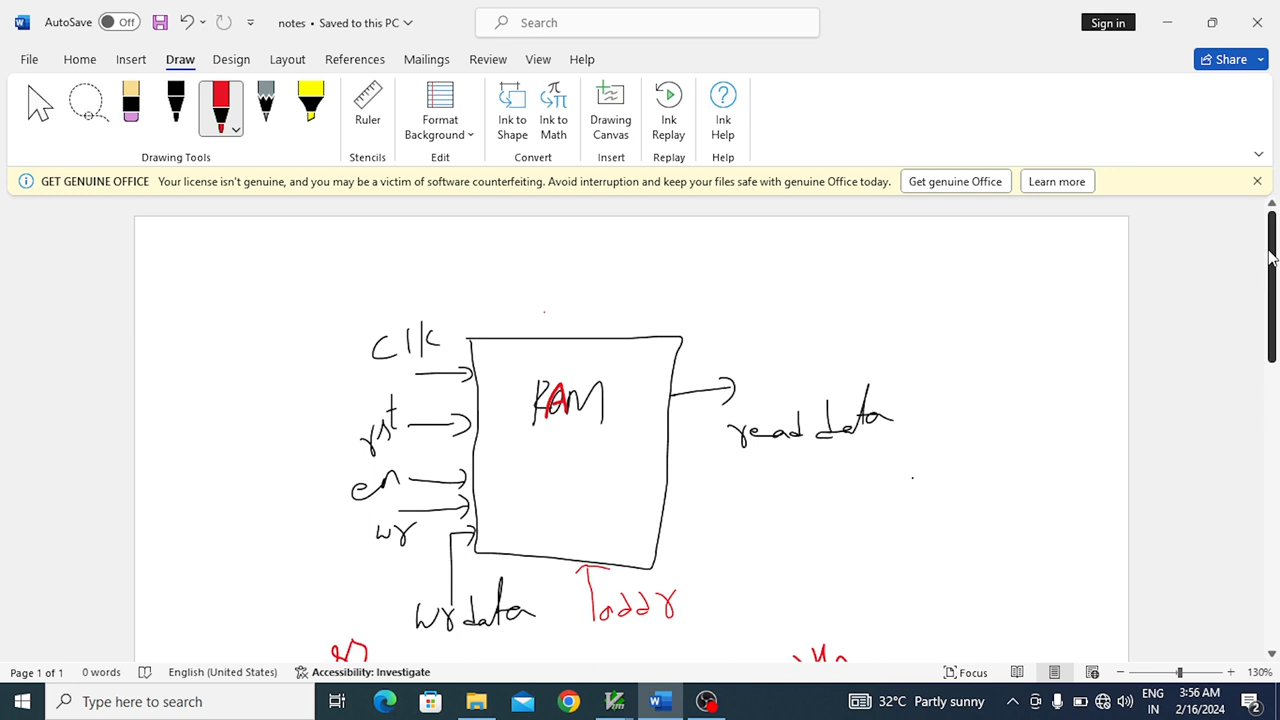 AutoSave Off notes • Saved to this PC Search Sign in
File Home Insert Draw Design Layout References Mailings Review View Help Share
Ruler Format Background Ink to Shape Ink to Math Drawing Canvas Ink Replay Ink Help
Drawing Tools Stencils Edit Convert Insert Replay Help
GET GENUINE OFFICE Your license isn't genuine, and you may be a victim of software counterfeiting. Avoid interruption and keep your files safe with genuine Office today. Get genuine Office Learn more
clk
RAM
rst
read data
en
wr
wr data
addr
Page 1 of 1 0 words English (United States) Accessibility: Investigate Focus 130%
Type here to search 32°C Partly sunny ENG IN 3:56 AM 2/16/2024 2